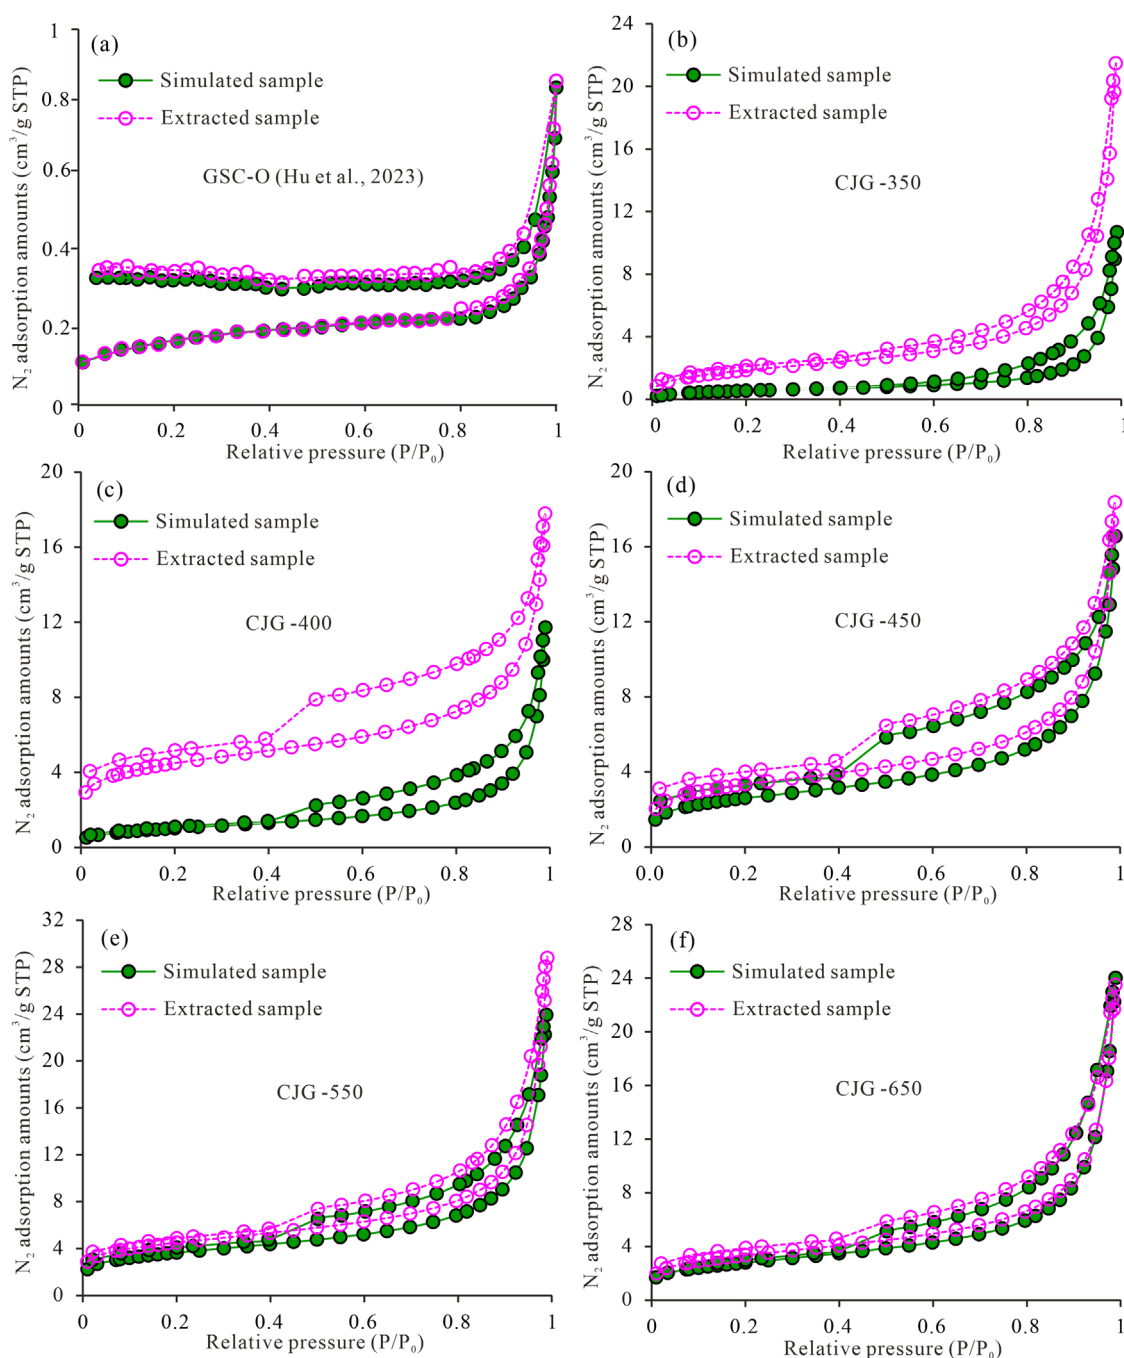 (a)
Simulated sample
Extracted sample
GSC-O (Hu et al., 2023)
N₂ adsorption amounts (cm³/g STP)
1
0.8
0.6
0.4
0.2
0
0 0.2 0.4 0.6 0.8 1
Relative pressure (P/P₀)
(b)
Simulated sample
Extracted sample
CJG-350
N₂ adsorption amounts (cm³/g STP)
24
20
16
12
8
4
0
0 0.2 0.4 0.6 0.8 1
Relative pressure (P/P₀)
(c)
Simulated sample
Extracted sample
CJG-400
N₂ adsorption amounts (cm³/g STP)
20
16
12
8
4
0
0 0.2 0.4 0.6 0.8 1
Relative pressure (P/P₀)
(d)
Simulated sample
Extracted sample
CJG-450
N₂ adsorption amounts (cm³/g STP)
20
16
12
8
4
0
0.0 0.2 0.4 0.6 0.8 1
Relative pressure (P/P₀)
(e)
Simulated sample
Extracted sample
CJG-550
N₂ adsorption amounts (cm³/g STP)
32
28
24
20
16
12
8
4
0
0 0.2 0.4 0.6 0.8 1
Relative pressure (P/P₀)
(f)
Simulated sample
Extracted sample
CJG-650
N₂ adsorption amounts (cm³/g STP)
28
24
20
16
12
8
4
0
0 0.2 0.4 0.6 0.8 1
Relative pressure (P/P₀)